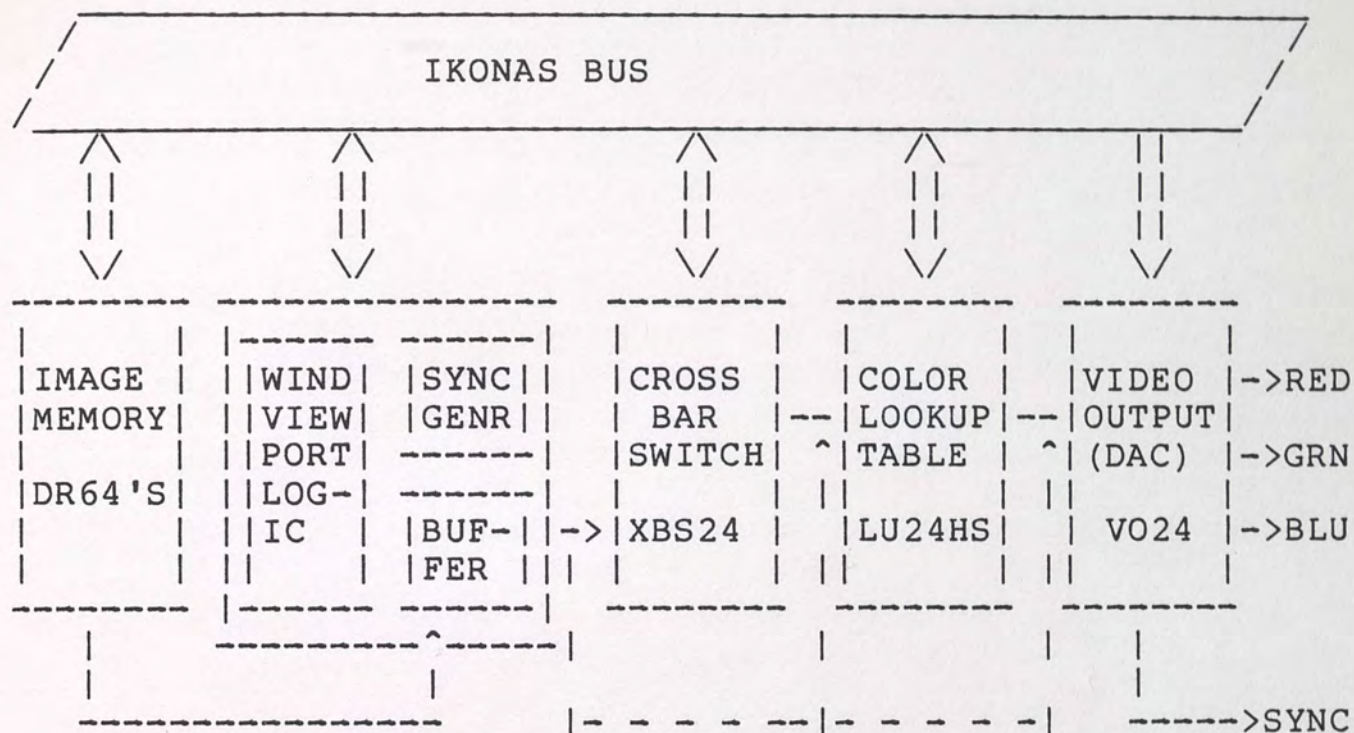 IKONAS BUS
IMAGE
MEMORY
DR64'S
WIND
VIEW
PORT
LOG-
IC
SYNC
GENR
BUF-
FER
CROSS
BAR
SWITCH
XBS24
COLOR
LOOKUP
TABLE
LU24HS
VIDEO
OUTPUT
(DAC)
VO24
->RED
->GRN
->BLU
----->SYNC